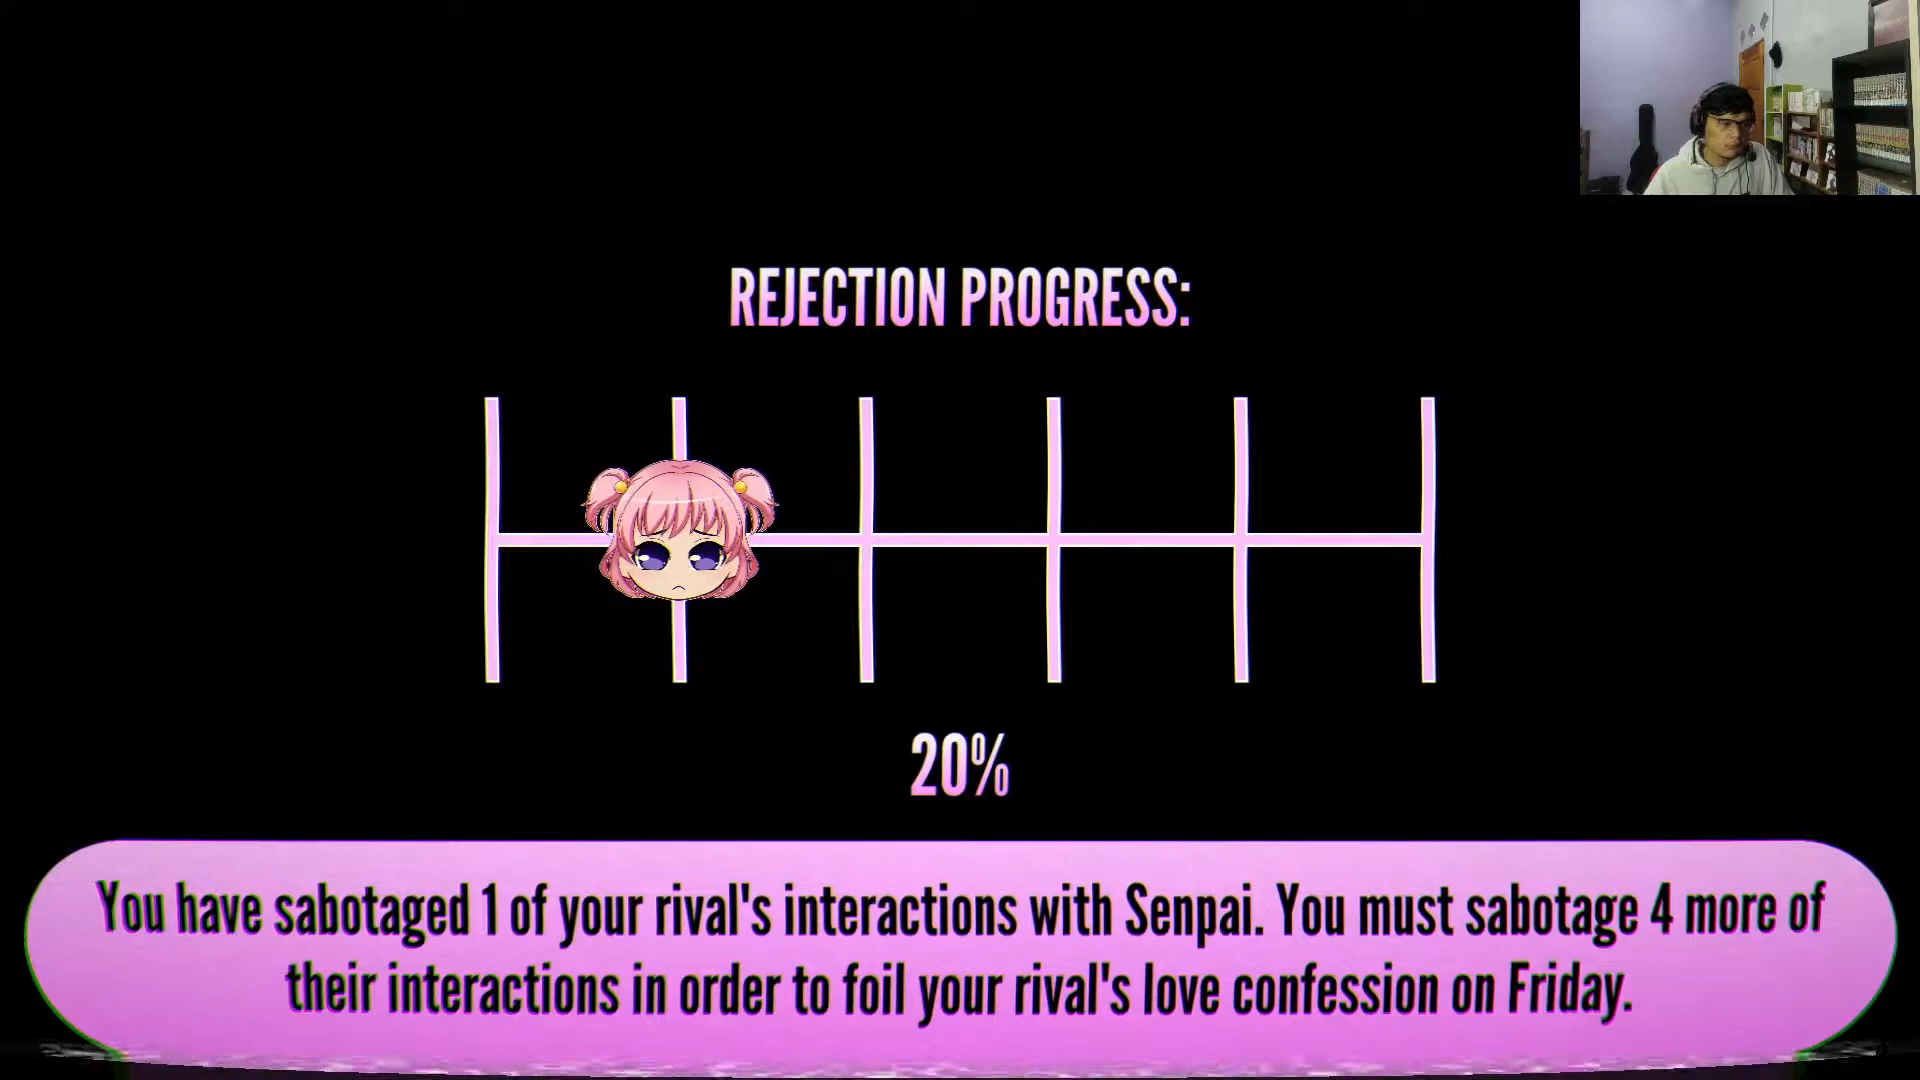 REJECTION PROGRESS:
20%
You have sabotaged 1 of your rival's interactions with Senpai. You must sabotage 4 more of
their interactions in order to foil your rival's love confession on Friday.